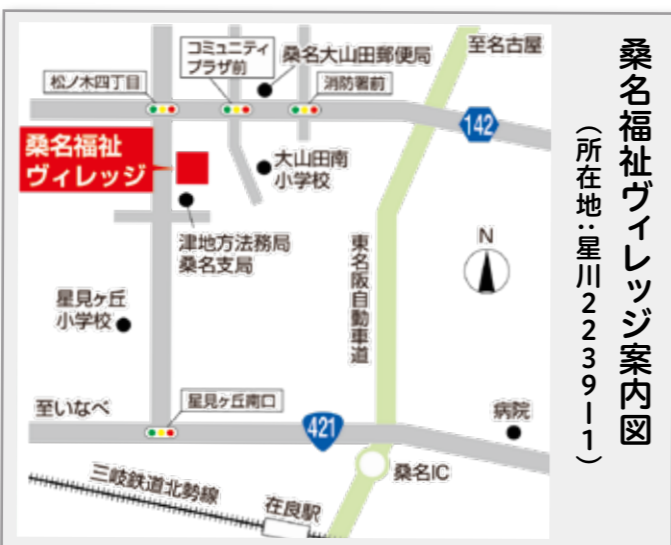 桑名福祉ヴィレッジ案内図
（所在地：星川2239ー1）
コミュニティ
プラザ前
桑名大山田郵便局
至名古屋
松ノ木四丁目
消防署前
142
桑名福祉
ヴィレッジ
大山田南
小学校
津地方法務局
桑名支局
東名阪自動車道
N
星見ヶ丘
小学校
至いなべ
星見ヶ丘南口
421
病院
桑名IC
三岐鉄道北勢線
在良駅